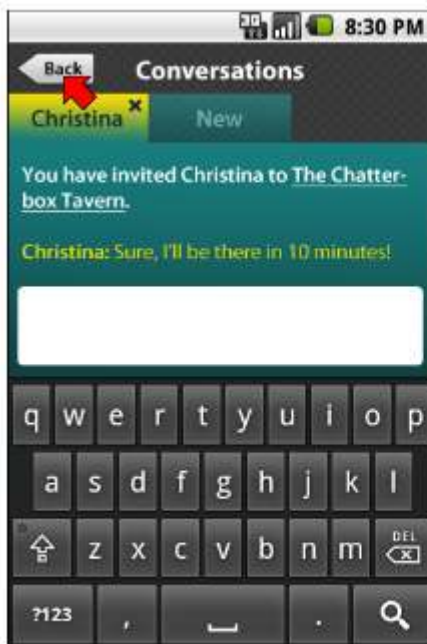 8:30 PM
Back Conversations
Christina × New
You have invited Christina to The Chatter-
box Tavern.
Christina: Sure, I'll be there in 10 minutes!
q w e r t y u i o p
a s d f g h j k l
z x c v b n m DEL
?123 , .